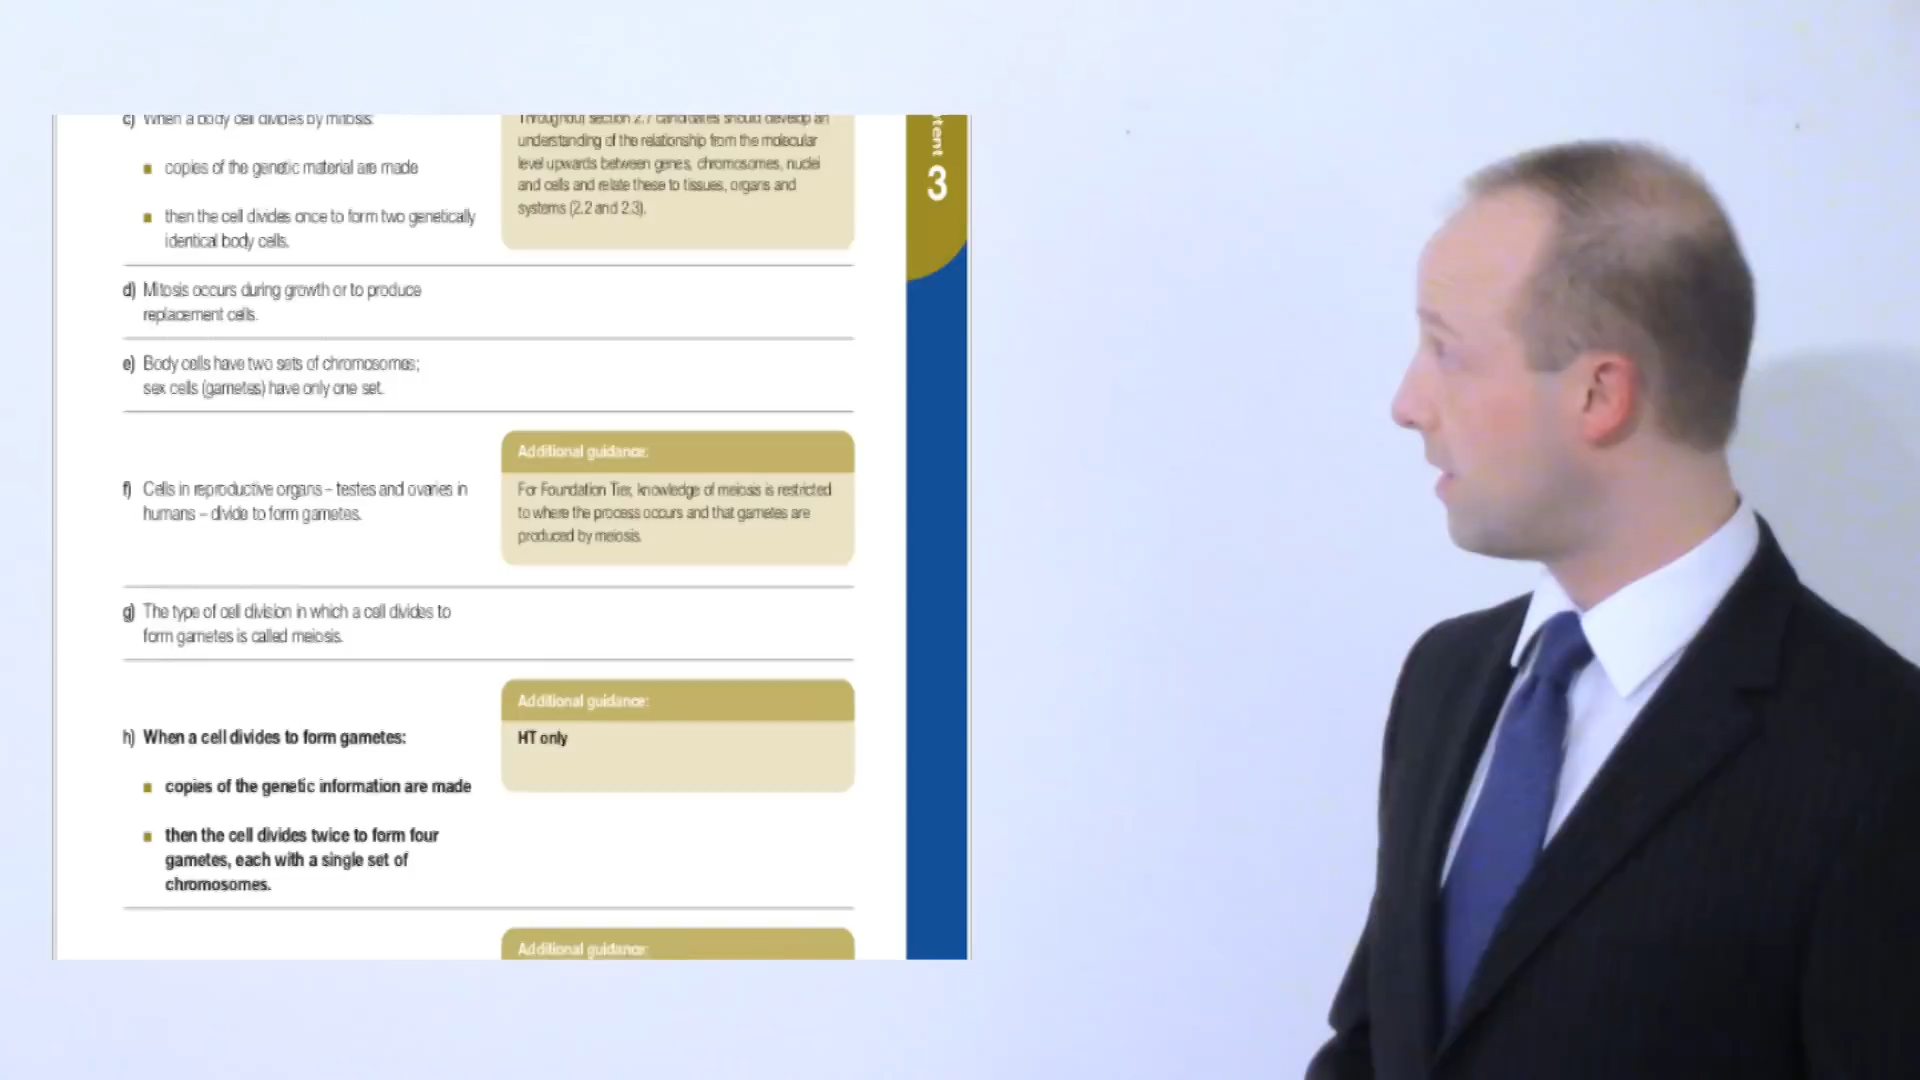 c) When a body cell divides by mitosis:
Throughout section 2.7 candidates should develop an
understanding of the relationship from the molecular
level upwards between genes, chromosomes, nuclei
and cells and relate these to tissues, organs and
systems (2.2 and 2.3).
copies of the genetic material are made
then the cell divides once to form two genetically
identical body cells.
3
d) Mitosis occurs during growth or to produce
replacement cells.
e) Body cells have two sets of chromosomes;
sex cells (gametes) have only one set.
f) Cells in reproductive organs – testes and ovaries in
humans – divide to form gametes.
Additional guidance:
For Foundation Tier, knowledge of meiosis is restricted
to where the process occurs and that gametes are
produced by meiosis.
g) The type of cell division in which a cell divides to
form gametes is called meiosis.
h) When a cell divides to form gametes:
Additional guidance:
HT only
copies of the genetic information are made
then the cell divides twice to form four
gametes, each with a single set of
chromosomes.
Additional guidance: